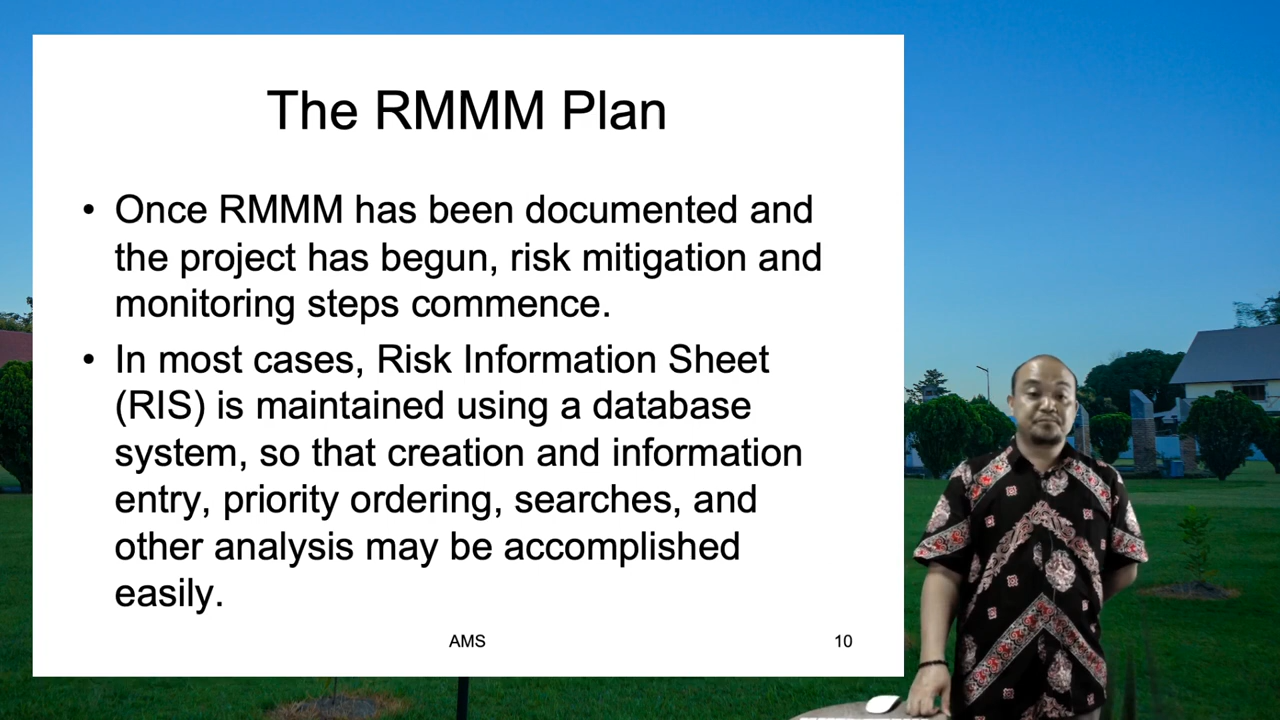 The RMMM Plan
• Once RMMM has been documented and
the project has begun, risk mitigation and
monitoring steps commence.
• In most cases, Risk Information Sheet
(RIS) is maintained using a database
system, so that creation and information
entry, priority ordering, searches, and
other analysis may be accomplished
easily.
AMS
10